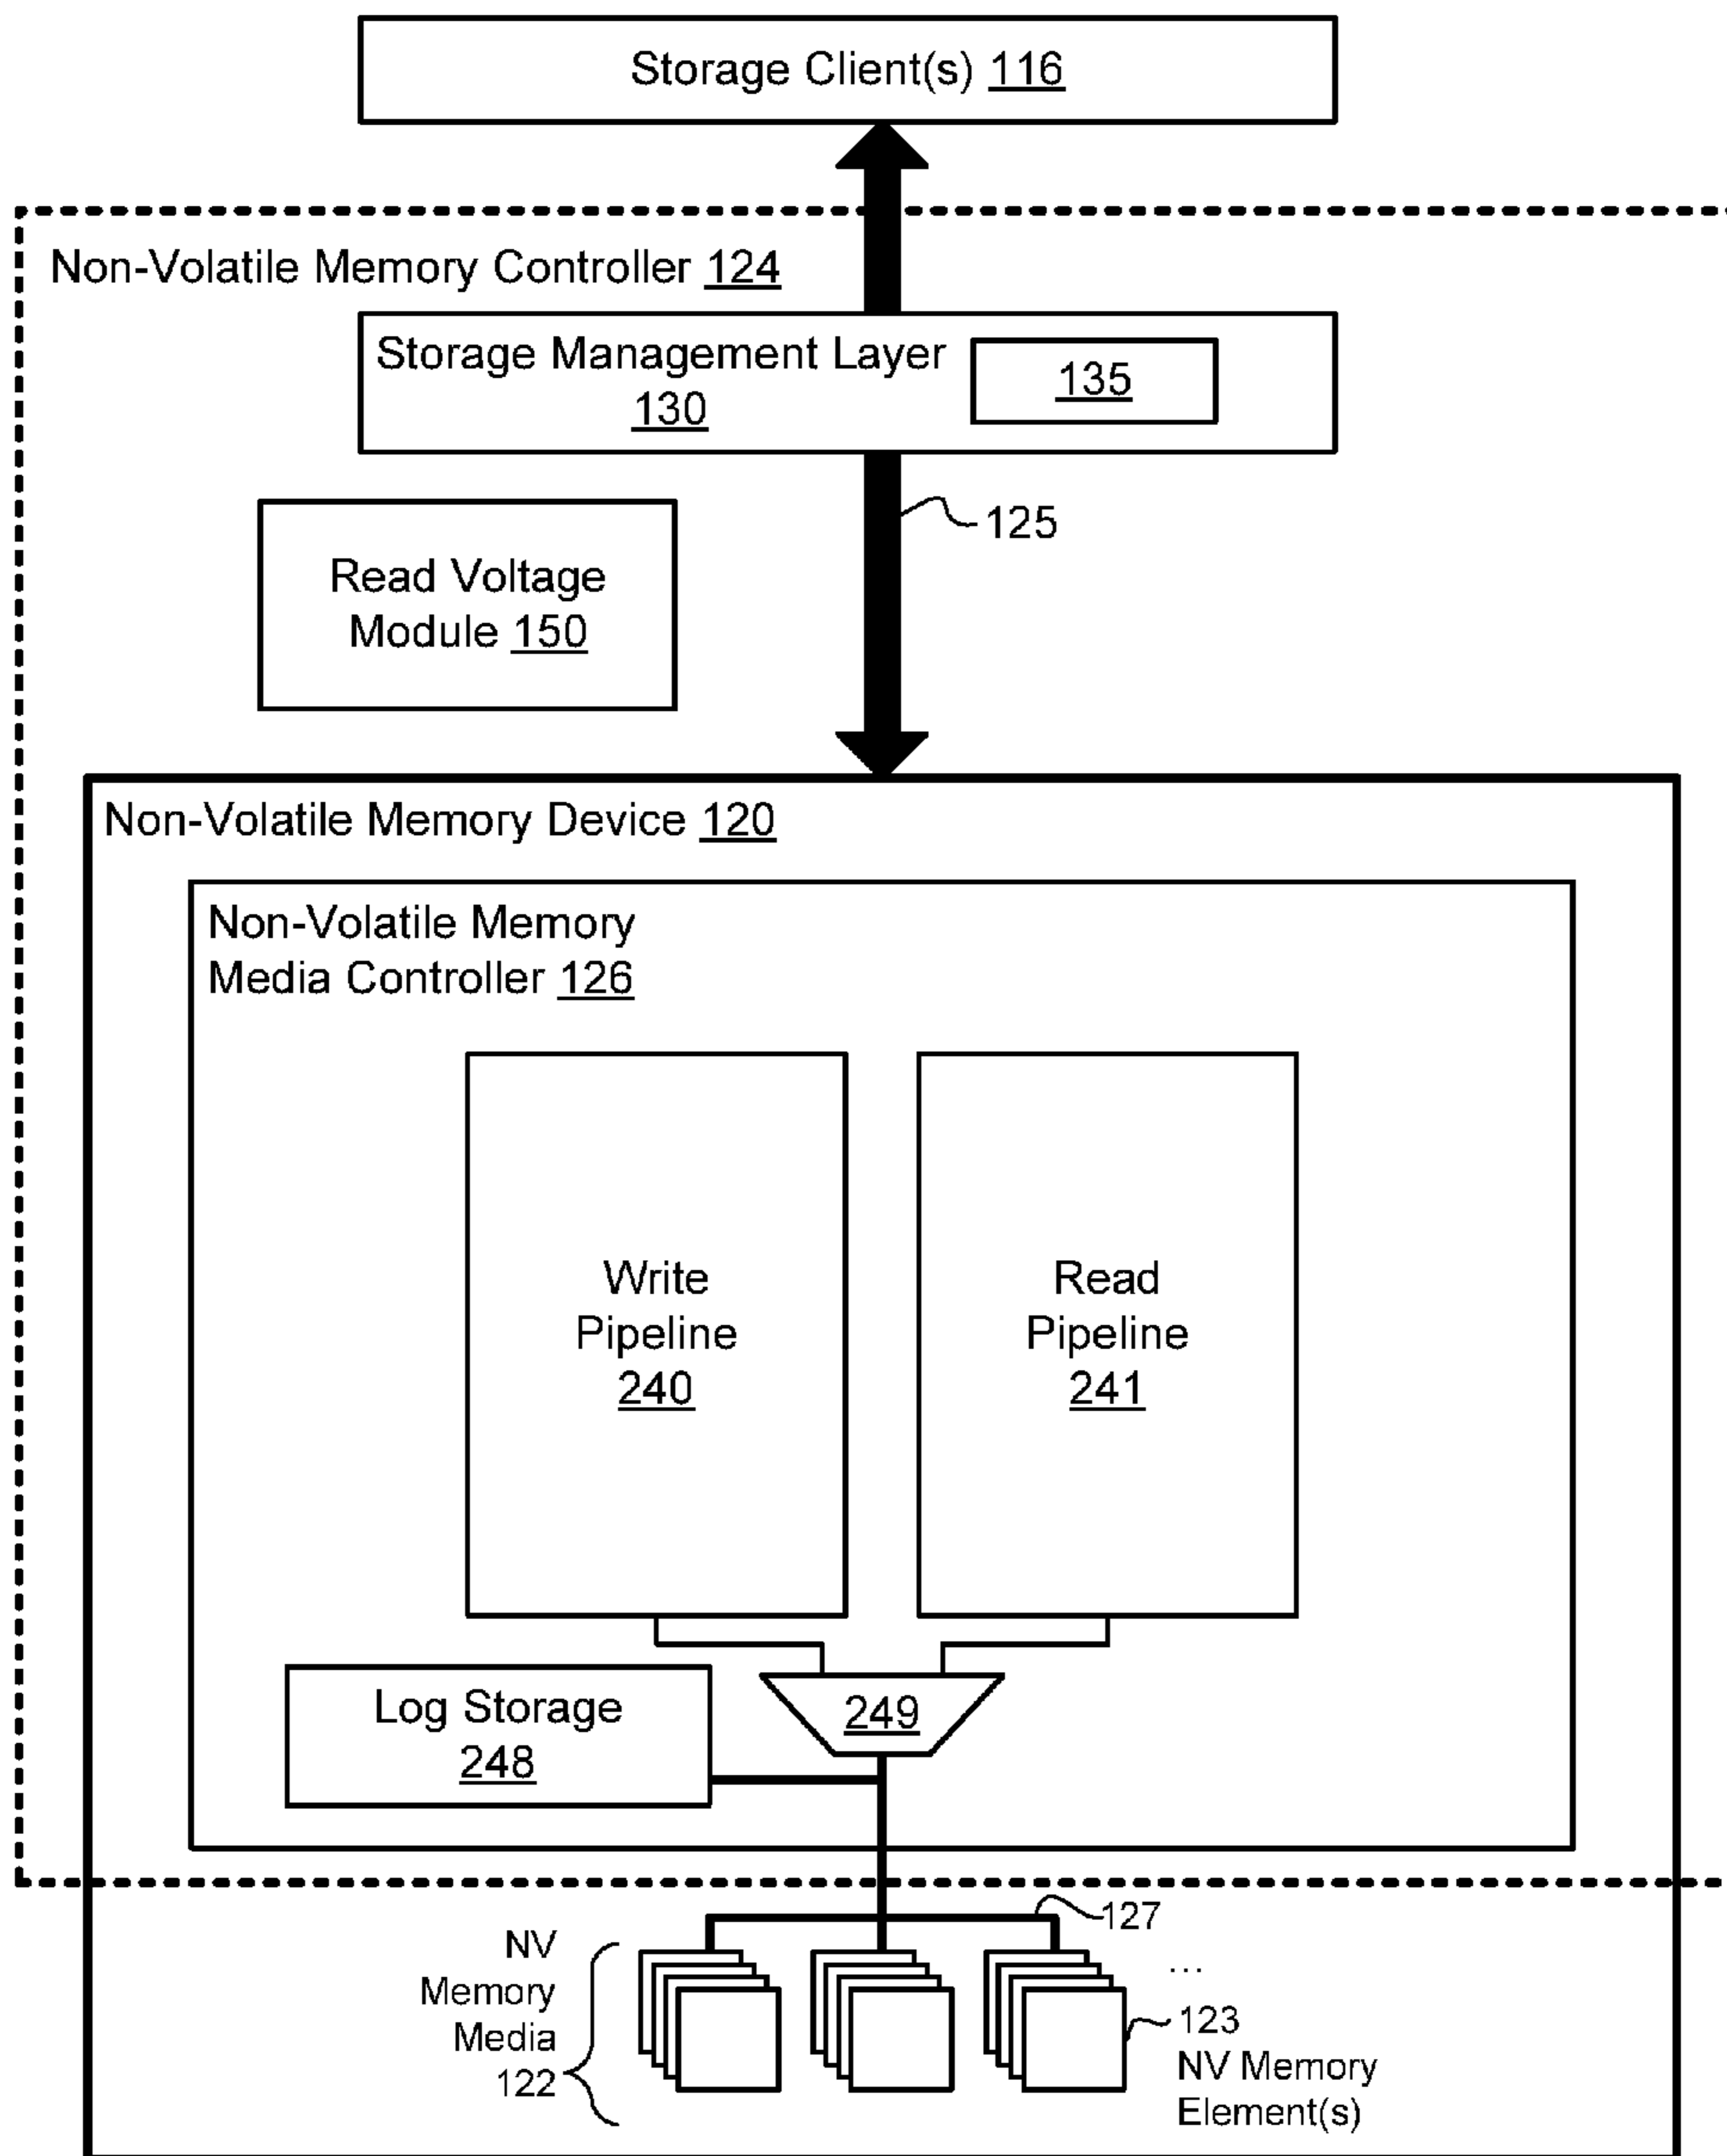 Storage Client(s) 116
Non-Volatile Memory Controller 124
Storage Management Layer
130
135
125
Read Voltage
Module 150
Non-Volatile Memory Device 120
Non-Volatile Memory
Media Controller 126
Write
Pipeline
240
Read
Pipeline
241
Log Storage
248
249
127
NV
Memory
Media
122
...
123
NV Memory
Element(s)